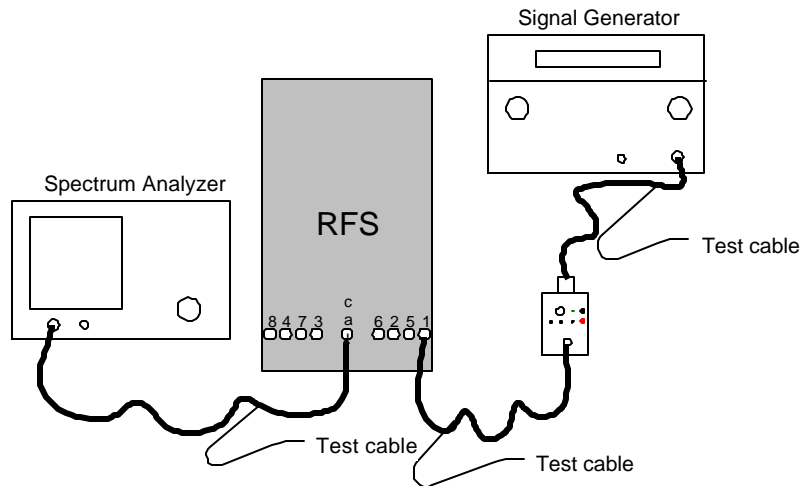 Signal Generator
Spectrum Analyzer
RFS
Test cable
c
a
8 4 7 3 6 2 5 1
Test cable
Test cable